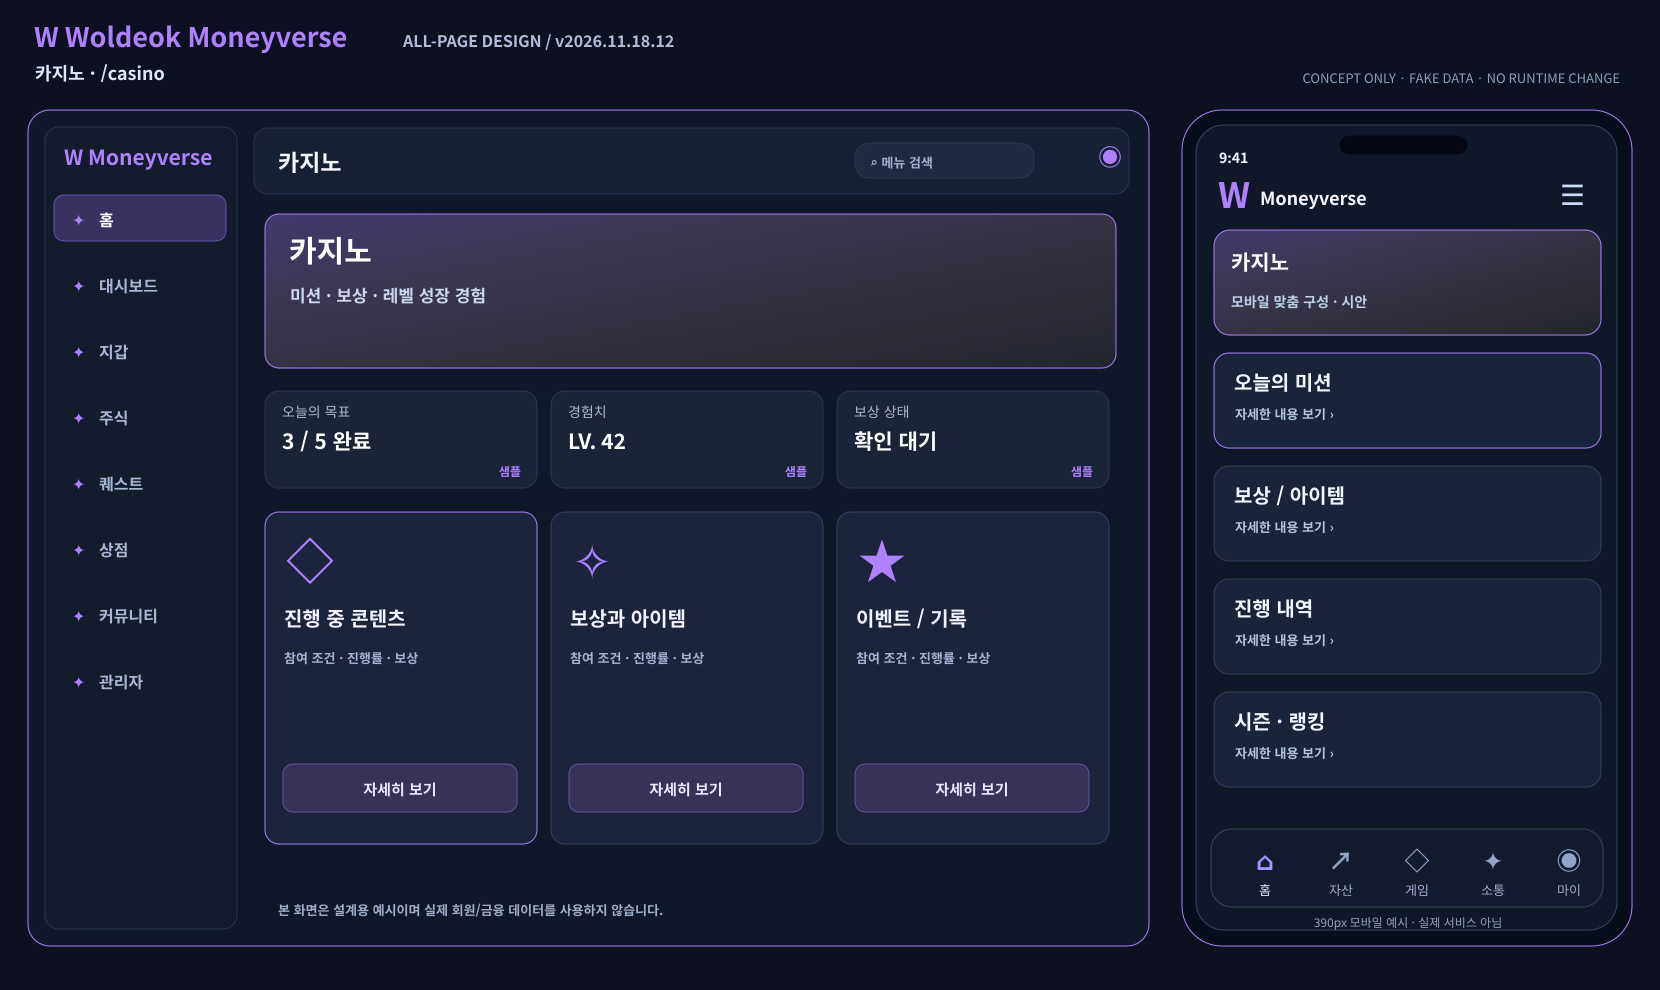 W Woldeok Moneyverse
ALL-PAGE DESIGN / v2026.11.18.12
카지노 · /casino
CONCEPT ONLY · FAKE DATA · NO RUNTIME CHANGE
W Moneyverse
홈
대시보드
지갑
주식
퀘스트
상점
커뮤니티
관리자
카지노
메뉴 검색
카지노
미션 · 보상 · 레벨 성장 경험
오늘의 목표
3 / 5 완료
샘플
경험치
LV. 42
샘플
보상 상태
확인 대기
샘플
진행 중 콘텐츠
참여 조건 · 진행률 · 보상
자세히 보기
보상과 아이템
참여 조건 · 진행률 · 보상
자세히 보기
이벤트 / 기록
참여 조건 · 진행률 · 보상
자세히 보기
본 화면은 설계용 예시이며 실제 회원/금융 데이터를 사용하지 않습니다.
9:41
W Moneyverse
카지노
모바일 맞춤 구성 · 시안
오늘의 미션
자세한 내용 보기 ›
보상 / 아이템
자세한 내용 보기 ›
진행 내역
자세한 내용 보기 ›
시즌 · 랭킹
자세한 내용 보기 ›
홈
자산
게임
소통
마이
390px 모바일 예시 · 실제 서비스 아님